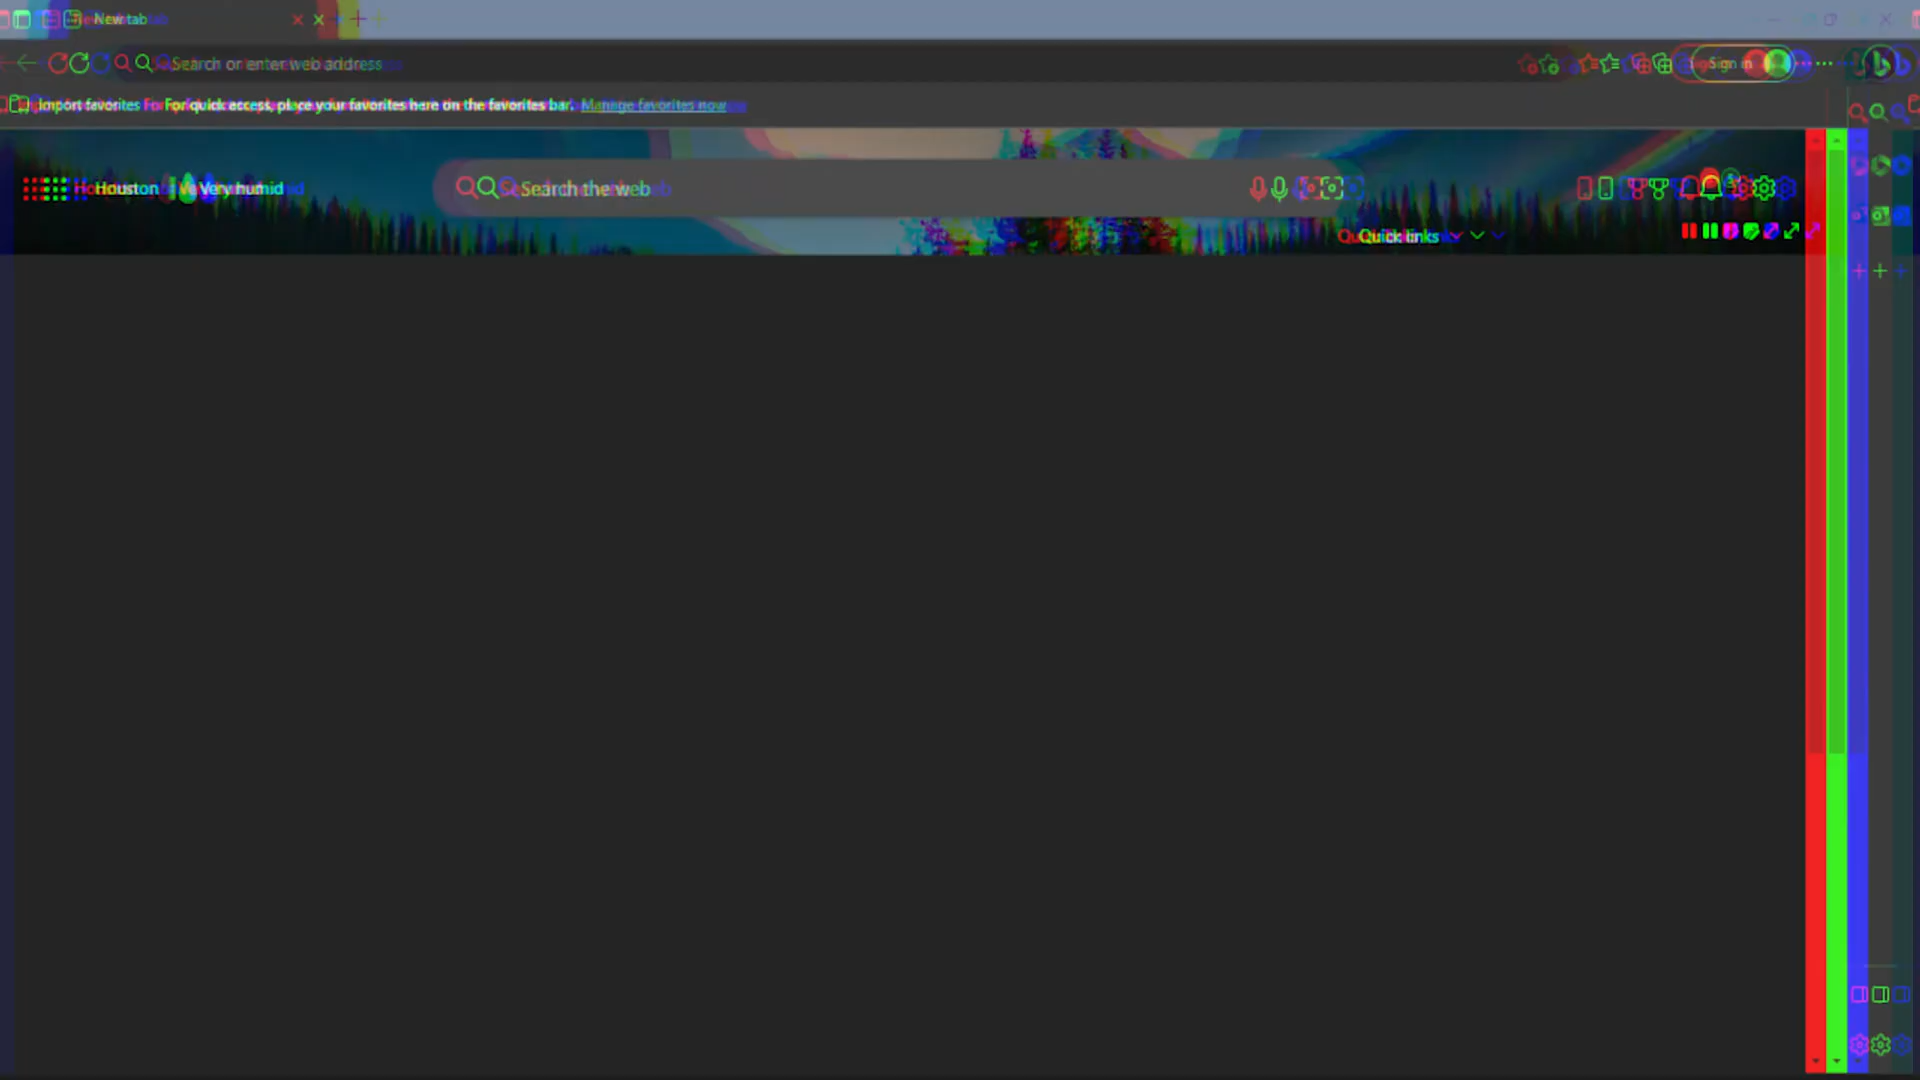 New tab
Search or enter web address
Sign in
Import favorites For quick access, place your favorites here on the favorites bar. Manage favorites now
Houston Very humid
Search the web
5
Quick links